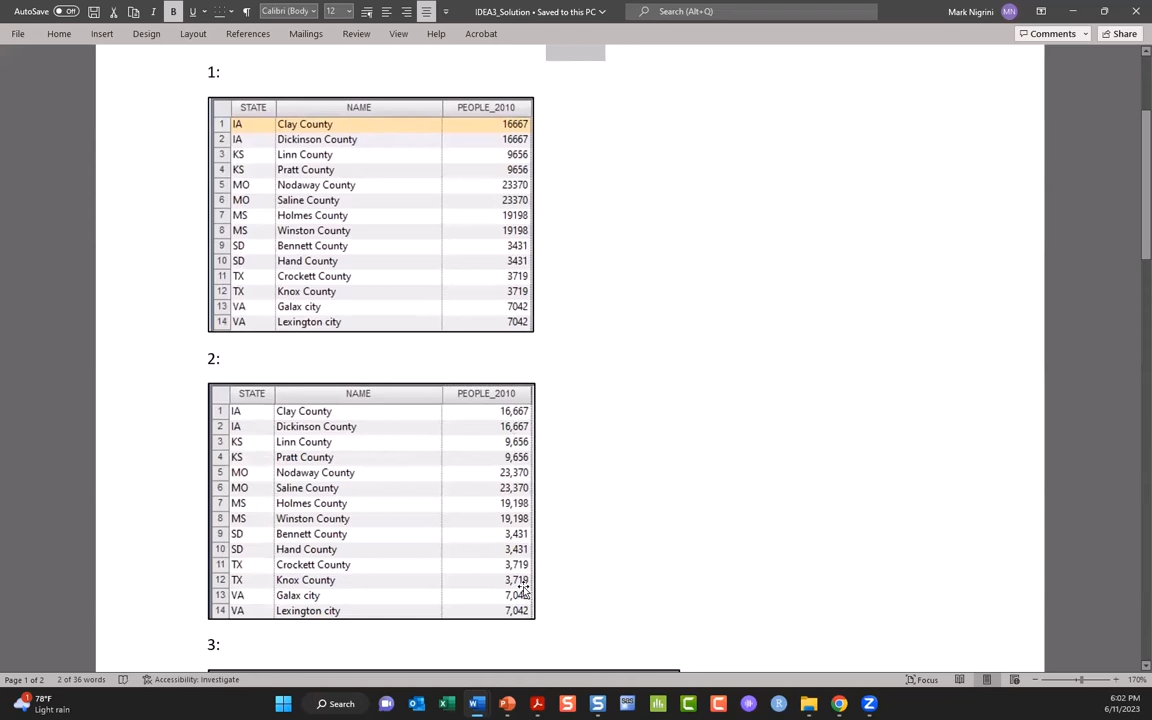 AutoSave Off Calibri (Body 12 IDEA3_Solution • Saved to this PC Search (Alt+Q) Mark Nigrini MN
File Home Insert Design Layout References Mailings Review View Help Acrobat Comments Share
1:
STATE NAME PEOPLE_2010
1 IA Clay County 16667
2 IA Dickinson County 16667
3 KS Linn County 9656
4 KS Pratt County 9656
5 MO Nodaway County 23370
6 MO Saline County 23370
7 MS Holmes County 19198
8 MS Winston County 19198
9 SD Bennett County 3431
10 SD Hand County 3431
11 TX Crockett County 3719
12 TX Knox County 3719
13 VA Galax city 7042
14 VA Lexington city 7042
2:
STATE NAME PEOPLE_2010
1 IA Clay County 16,667
2 IA Dickinson County 16,667
3 KS Linn County 9,656
4 KS Pratt County 9,656
5 MO Nodaway County 23,370
6 MO Saline County 23,370
7 MS Holmes County 19,198
8 MS Winston County 19,198
9 SD Bennett County 3,431
10 SD Hand County 3,431
11 TX Crockett County 3,719
12 TX Knox County 3,719
13 VA Galax city
14 VA Lexington city 7,042
3:
Page 1 of 2 2 of 36 words Accessibility: Investigate Focus 170%
78°F
Light rain
Search
6:02 PM
6/11/2023